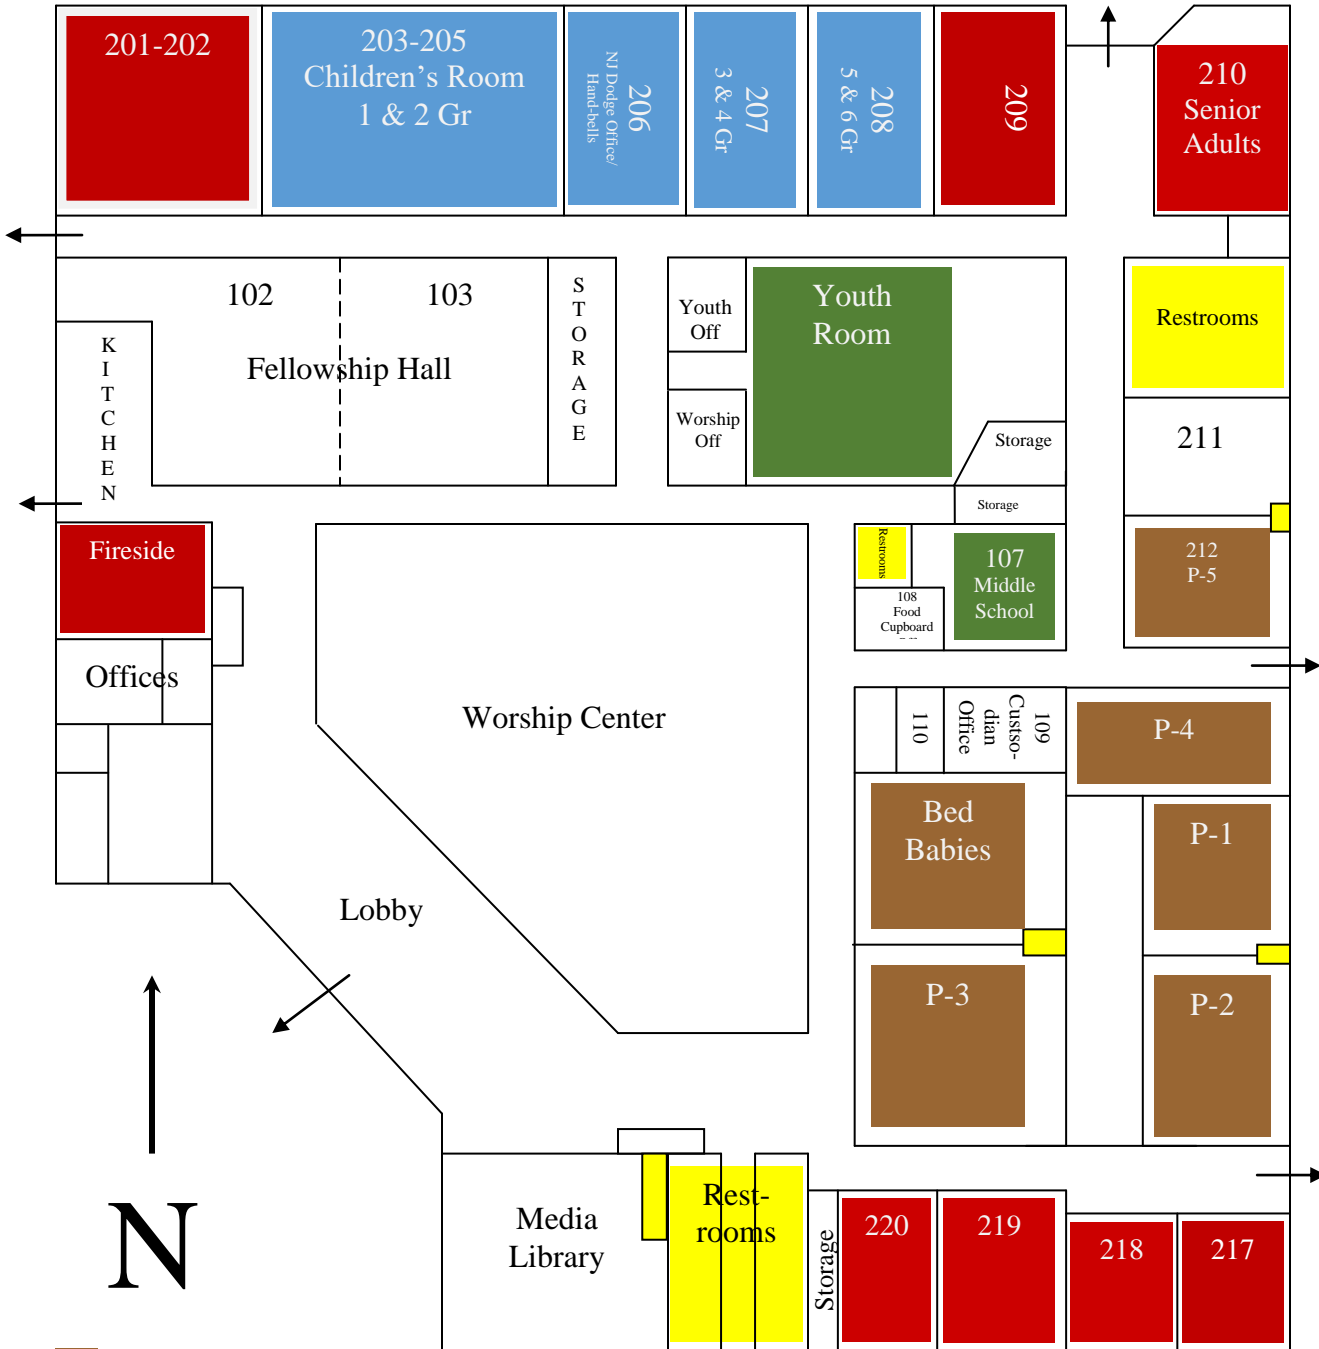 201-202
203-205
Children's Room
1 & 2 Gr
206
NJ Dodge Office/
Hand-bells
207
3 & 4 Gr
208
5 & 6 Gr
209
210
Senior
Adults
102
103
Fellowship Hall
STORAGE
KITCHEN
Youth
Off
Worship
Off
Youth
Room
Storage
Storage
Restrooms
211
212
P-5
Fireside
Offices
Worship Center
Restrooms
108
Food
Cupboard
107
Middle
School
110
109
Custso-
dian
Office
P-4
Bed
Babies
P-1
Lobby
P-3
P-2
N
Media
Library
Rest-
rooms
Storage
220
219
218
217